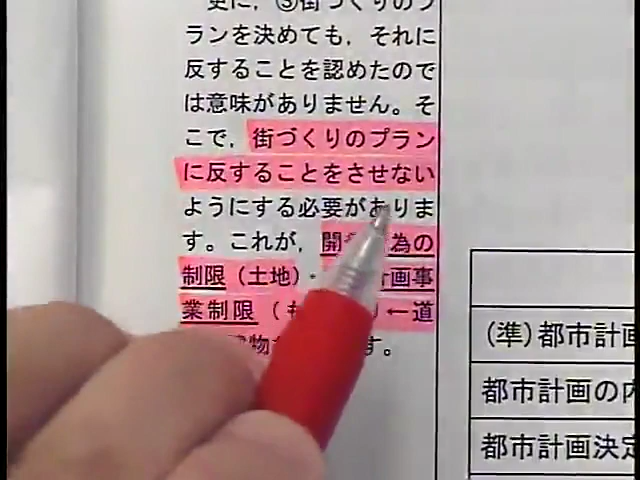 更に，③街づくりのプ
ランを決めても，それに
反することを認めたので
は意味がありません。そ
こで，街づくりのプラン
に反することをさせない
ようにする必要がありま
す。これが，開 為の
制限（土地）・ 計画事
業制限（も ）←道
物 す。
（準）都市計画
都市計画の内
都市計画決定